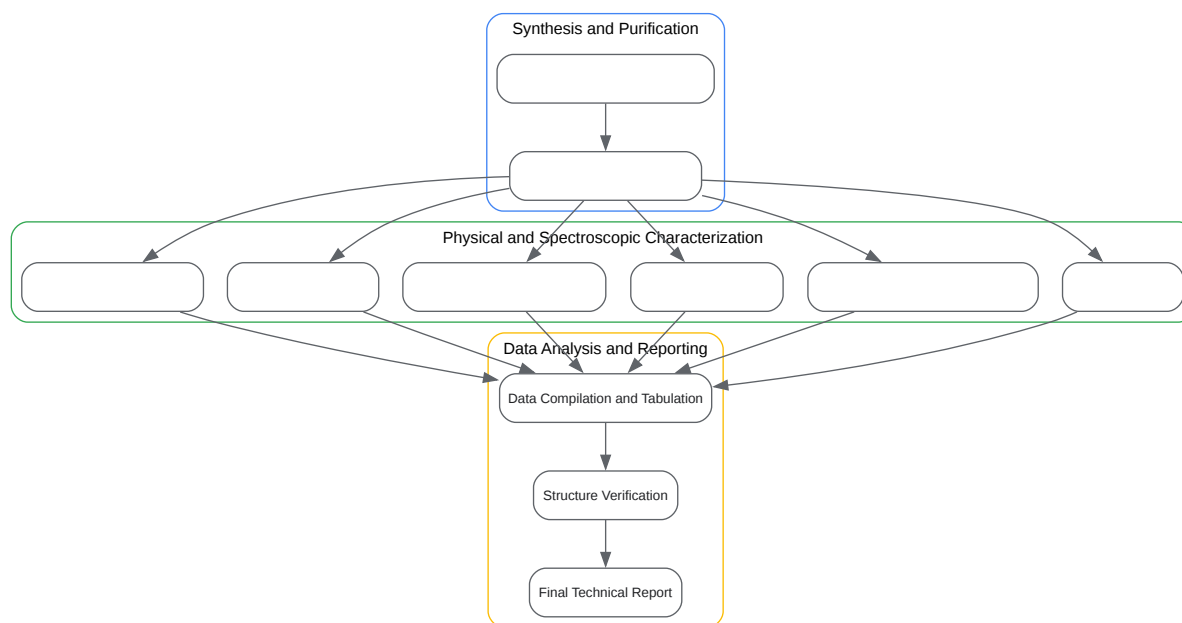 Synthesis and Purification
Physical and Spectroscopic Characterization
Data Analysis and Reporting
Data Compilation and Tabulation
Structure Verification
Final Technical Report